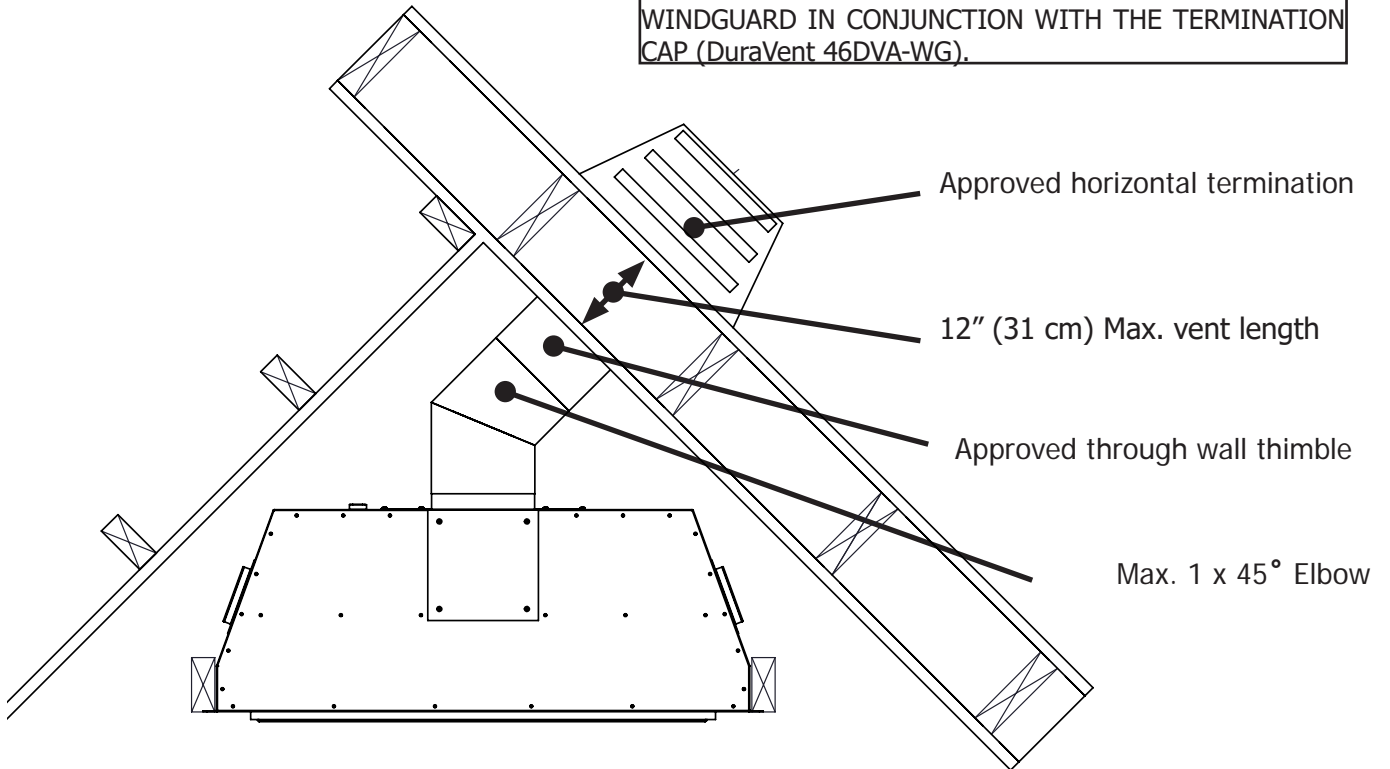 WINDGUARD IN CONJUNCTION WITH THE TERMINATION
CAP (DuraVent 46DVA-WG).
Approved horizontal termination
12” (31 cm) Max. vent length
Approved through wall thimble
Max. 1 x 45° Elbow